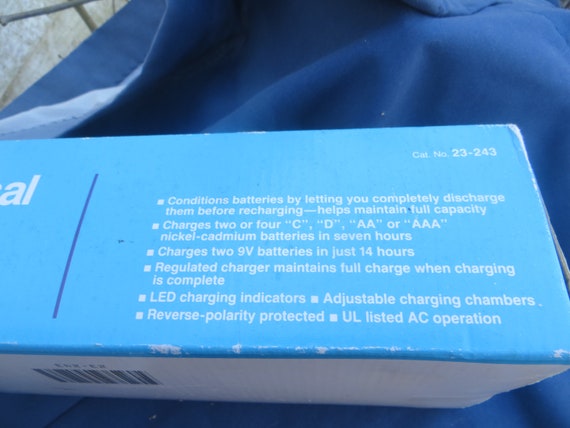 Cat. No. 23-243
■ Conditions batteries by letting you completely discharge
them before recharging—helps maintain full capacity
■ Charges two or four “C”, “D”, “AA” or “AAA”
nickel-cadmium batteries in seven hours
■ Charges two 9V batteries in just 14 hours
■ Regulated charger maintains full charge when charging
is complete
■ LED charging indicators ■ Adjustable charging chambers.
■ Reverse-polarity protected ■ UL listed AC operation
23-243